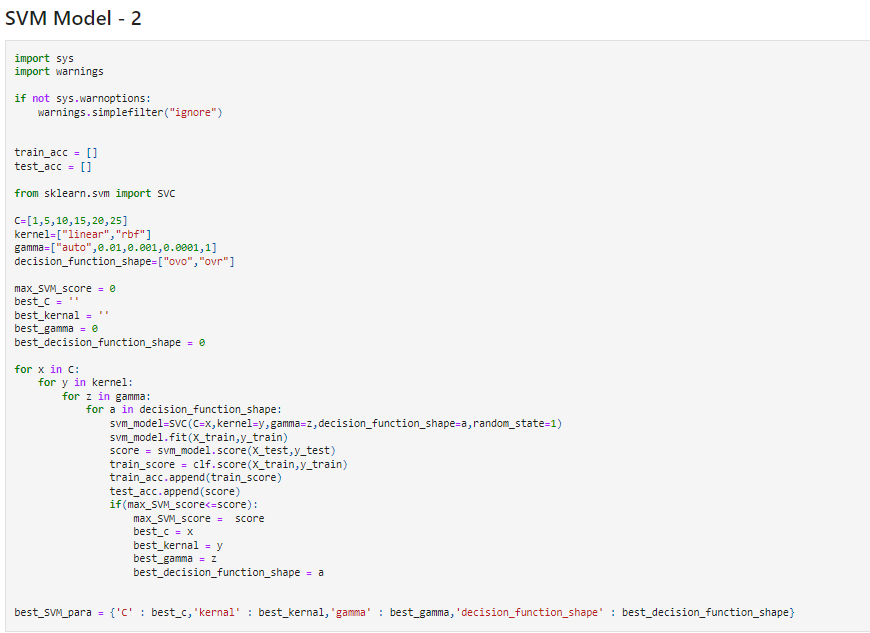 SVM Model - 2
import sys
import warnings
if not sys.warnoptions:
    warnings.simplefilter("ignore")
train_acc = []
test_acc = []
from sklearn.svm import SVC
C=[1,5,10,15,20,25]
kernel=["linear","rbf"]
gamma=["auto",0.01,0.001,0.0001,1]
decision_function_shape=["ovo","ovr"]
max_SVM_score = 0
best_C = ''
best_kernal = ''
best_gamma = 0
best_decision_function_shape = 0
for x in C:
    for y in kernel:
        for z in gamma:
            for a in decision_function_shape:
                svm_model=SVC(C=x,kernel=y,gamma=z,decision_function_shape=a,random_state=1)
                svm_model.fit(X_train,y_train)
                score = svm_model.score(X_test,y_test)
                train_score = clf.score(X_train,y_train)
                train_acc.append(train_score)
                test_acc.append(score)
                if(max_SVM_score<=score):
                    max_SVM_score =  score
                    best_c = x
                    best_kernal = y
                    best_gamma = z
                    best_decision_function_shape = a
best_SVM_para = {'C' : best_c,'kernal' : best_kernal,'gamma' : best_gamma,'decision_function_shape' : best_decision_function_shape}